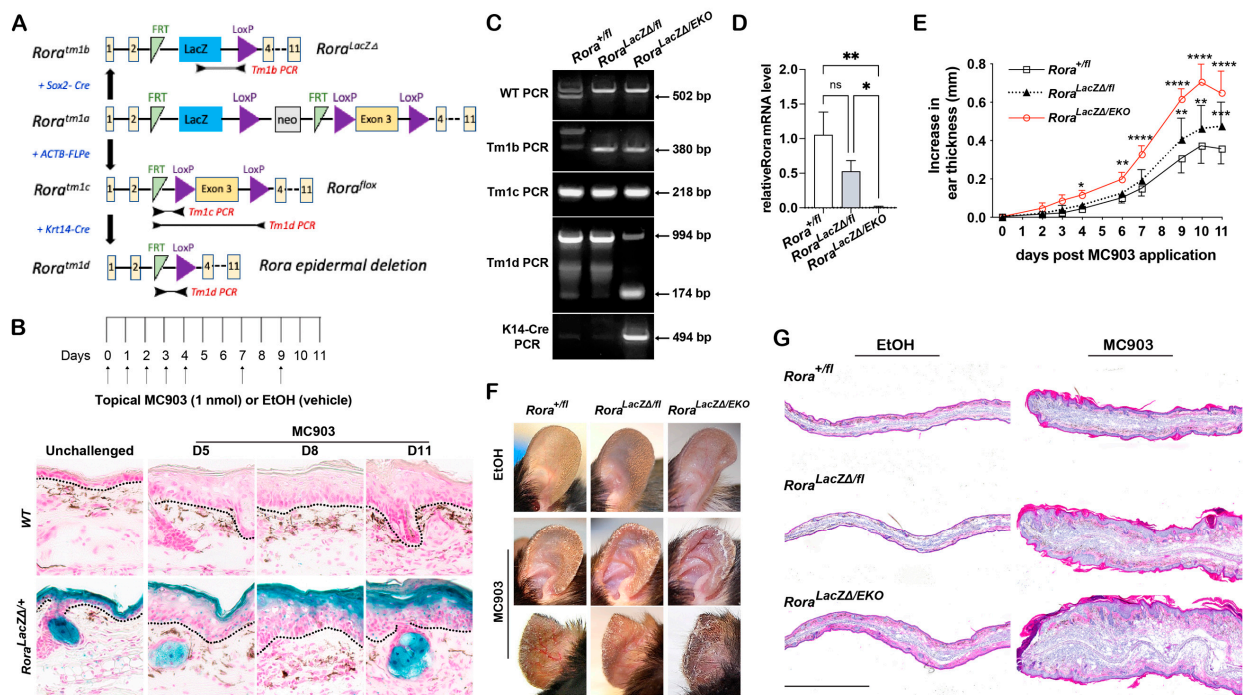 A
FRT
LoxP
Rora^tm1b
1
2
LacZ
4
11
Rora^LacZΔ
Tm1b PCR
+ Sox2- Cre
Rora^tm1a
FRT
LoxP
LoxP
FRT
LoxP
LoxP
1
2
LacZ
neo
Exon 3
4
11
+ ACTB-FLPe
FRT
LoxP
LoxP
Rora^tm1c
1
2
Exon 3
4
11
Rora^flox
Tm1c PCR
Tm1d PCR
+ Krt14-Cre
FRT
LoxP
Rora^tm1d
1
2
4
11
Rora epidermal deletion
Tm1d PCR
B
Days 0 1 2 3 4 5 6 7 8 9 10 11
Topical MC903 (1 nmol) or EtOH (vehicle)
MC903
Unchallenged D5 D8 D11
WT
Rora^LacZΔ/+
C
Rora^+/fl
Rora^LacZΔ/fl
Rora^LacZΔ/EKO
WT PCR
502 bp
Tm1b PCR
380 bp
Tm1c PCR
218 bp
994 bp
Tm1d PCR
174 bp
K14-Cre
PCR
494 bp
D
relativeRora mRNA level
2.0
1.5
1.0
0.5
0.0
**
ns
*
Rora^+/fl
Rora^LacZΔ/fl
Rora^LacZΔ/EKO
E
Increase in
ear thickness (mm)
1.0
0.8
0.6
0.4
0.2
0.0
Rora^+/fl
Rora^LacZΔ/fl
Rora^LacZΔ/EKO
* ** **** **** **** ****
** ** ***
0 2 3 4 6 7 9 10 11
days post MC903 application
F
Rora^+/fl
Rora^LacZΔ/fl
Rora^LacZΔ/EKO
EtOH
MC903
G
EtOH MC903
Rora^+/fl
Rora^LacZΔ/fl
Rora^LacZΔ/EKO